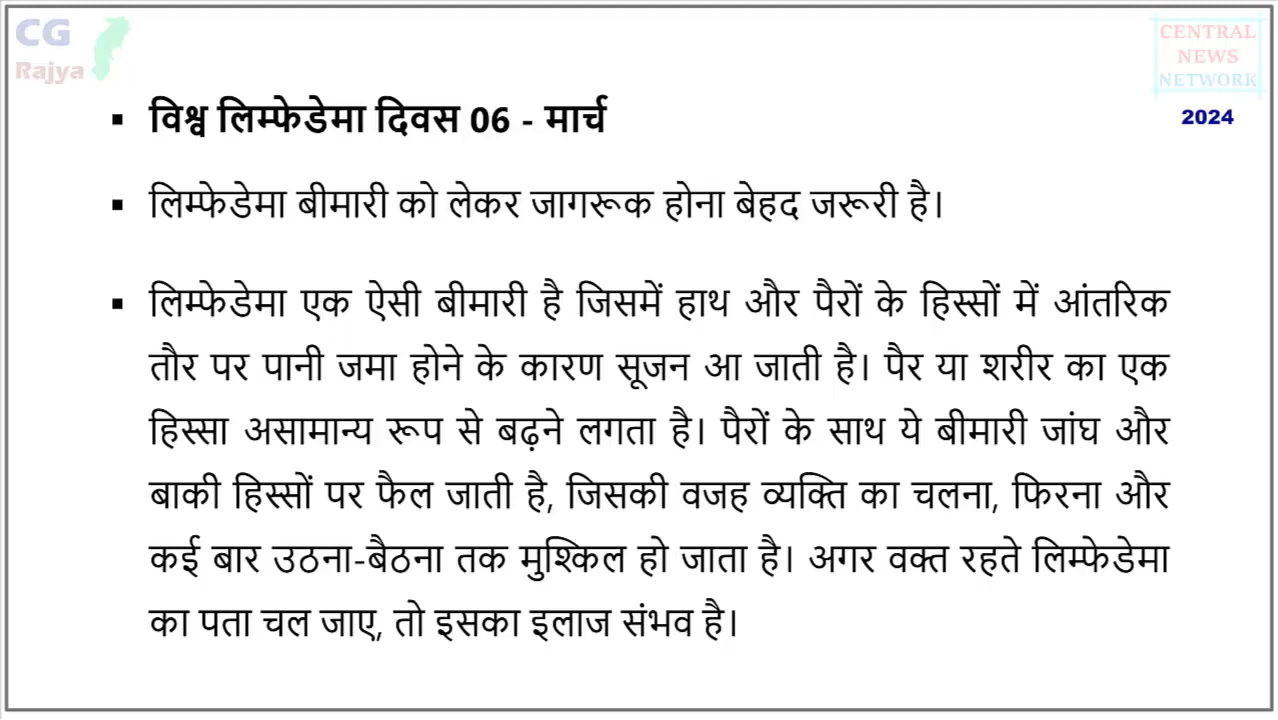 CG
Rajya
CENTRAL
NEWS
NETWORK
2024
▪ विश्व लिम्फेडेमा दिवस 06 - मार्च
▪ लिम्फेडेमा बीमारी को लेकर जागरूक होना बेहद जरूरी है।
▪ लिम्फेडेमा एक ऐसी बीमारी है जिसमें हाथ और पैरों के हिस्सों में आंतरिक
तौर पर पानी जमा होने के कारण सूजन आ जाती है। पैर या शरीर का एक
हिस्सा असामान्य रूप से बढ़ने लगता है। पैरों के साथ ये बीमारी जांघ और
बाकी हिस्सों पर फैल जाती है, जिसकी वजह व्यक्ति का चलना, फिरना और
कई बार उठना-बैठना तक मुश्किल हो जाता है। अगर वक्त रहते लिम्फेडेमा
का पता चल जाए, तो इसका इलाज संभव है।